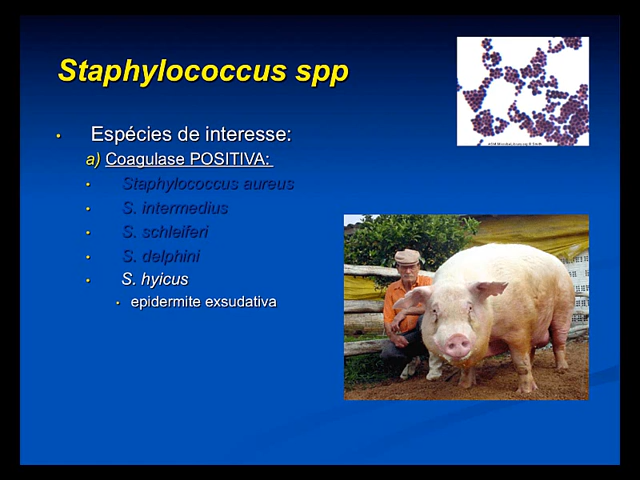 Staphylococcus spp
• Espécies de interesse:
a) Coagulase POSITIVA:
• Staphylococcus aureus
• S. intermedius
• S. schleiferi
• S. delphini
• S. hyicus
• epidermite exsudativa